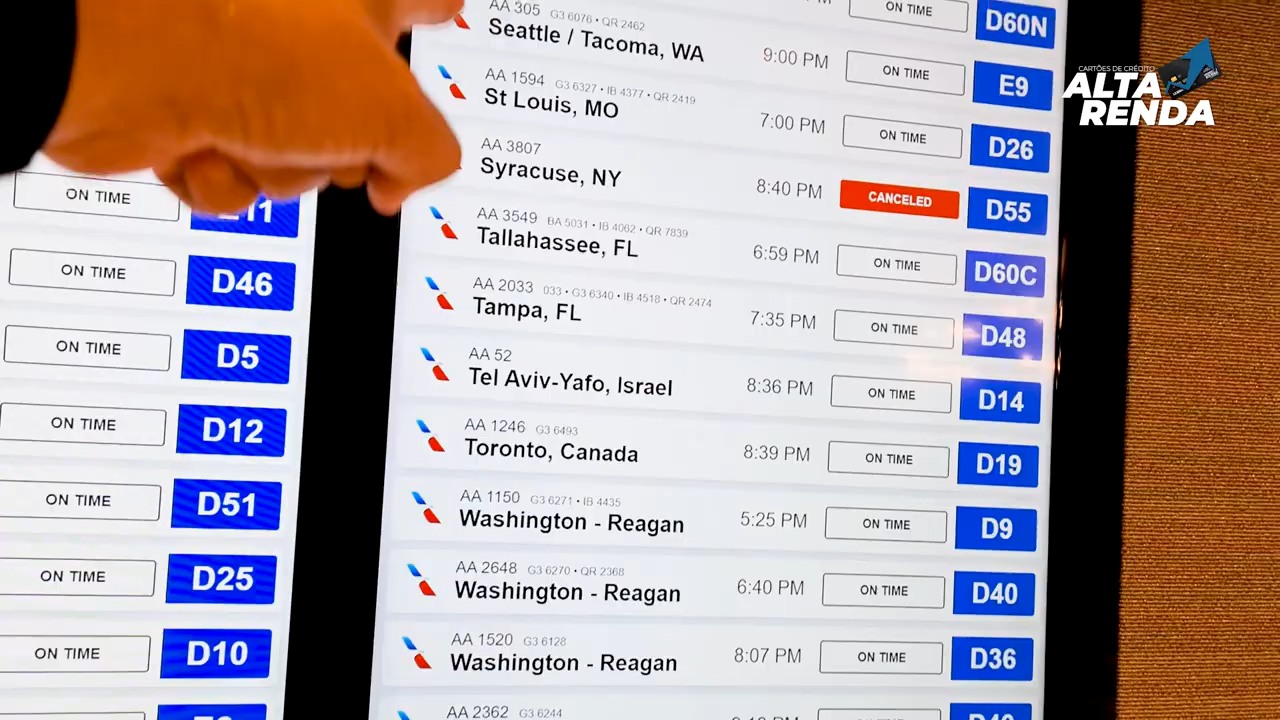 ON TIME
D60N
AA 305 G3 6076 • QR 2462
Seattle / Tacoma, WA 9:00 PM ON TIME E9
AA 1594 G3 6327 • IB 4377 • QR 2419
St Louis, MO 7:00 PM ON TIME D26
AA 3807
Syracuse, NY 8:40 PM CANCELED D55
AA 3549 BA 5031 • IB 4062 • QR 7839
Tallahassee, FL 6:59 PM ON TIME D60C
AA 2033 033 • G3 6340 • IB 4518 • QR 2474
Tampa, FL 7:35 PM ON TIME D48
AA 52
Tel Aviv-Yafo, Israel 8:36 PM ON TIME D14
AA 1246 G3 6493
Toronto, Canada 8:39 PM ON TIME D19
AA 1150 G3 6271 • IB 4435
Washington - Reagan 5:25 PM ON TIME D9
AA 2648 G3 6270 • QR 2368
Washington - Reagan 6:40 PM ON TIME D40
AA 1520 G3 6128
Washington - Reagan 8:07 PM ON TIME D36
G3 6244
ON TIME
ON TIME D46
ON TIME D5
ON TIME D12
ON TIME D51
ON TIME D25
ON TIME D10
CARTÕES DE CRÉDITO
ALTA
RENDA